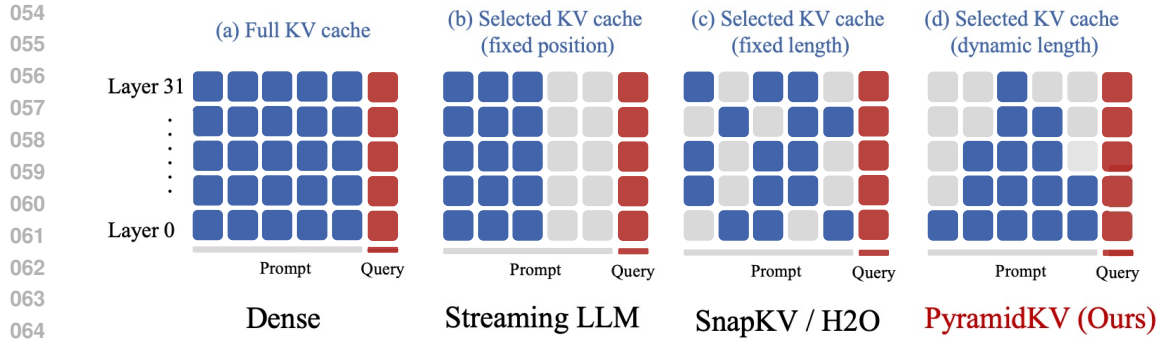 054
055
056
057
058
059
060
061
062
063
064
(a) Full KV cache
(b) Selected KV cache
(fixed position)
(c) Selected KV cache
(fixed length)
(d) Selected KV cache
(dynamic length)
Layer 31
Layer 0
Prompt
Query
Prompt
Query
Prompt
Query
Prompt
Query
Dense
Streaming LLM
SnapKV / H2O
PyramidKV (Ours)